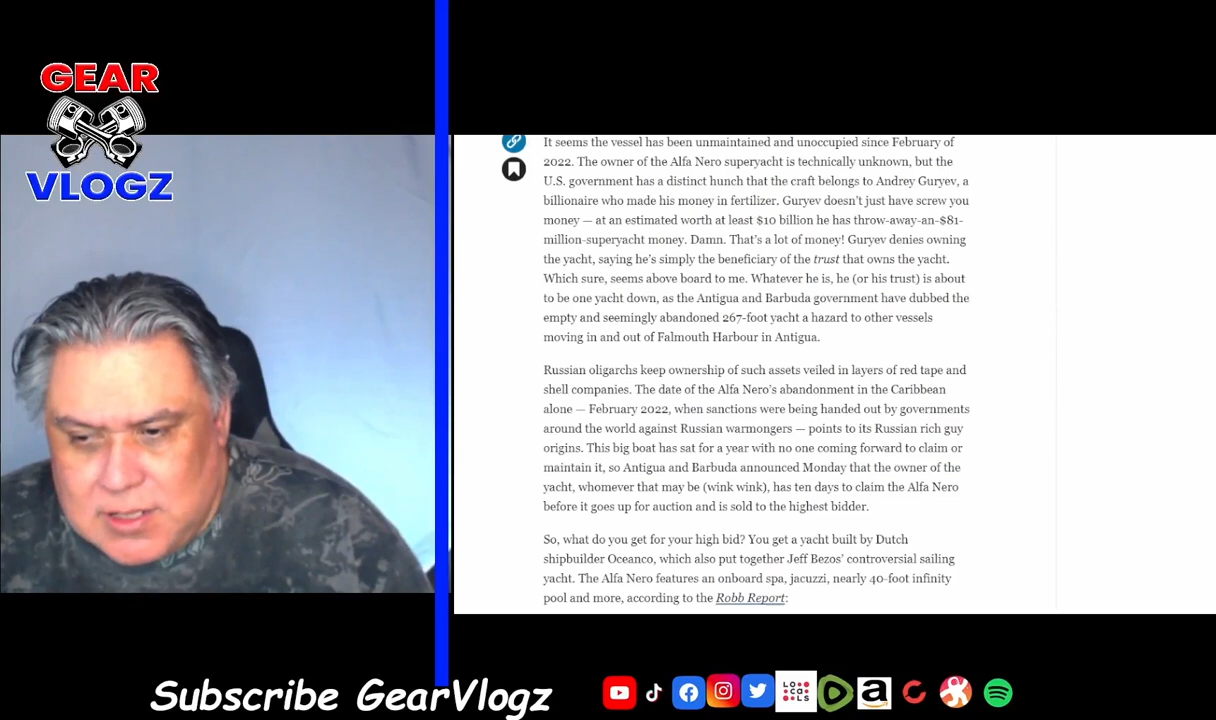 GEAR
VLOGZ
It seems the vessel has been unmaintained and unoccupied since February of
2022. The owner of the Alfa Nero superyacht is technically unknown, but the
U.S. government has a distinct hunch that the craft belongs to Andrey Guryev, a
billionaire who made his money in fertilizer. Guryev doesn't just have screw you
money — at an estimated worth at least $10 billion he has throw-away-an-$81-
million-superyacht money. Damn. That's a lot of money! Guryev denies owning
the yacht, saying he's simply the beneficiary of the trust that owns the yacht.
Which sure, seems above board to me. Whatever he is, he (or his trust) is about
to be one yacht down, as the Antigua and Barbuda government have dubbed the
empty and seemingly abandoned 267-foot yacht a hazard to other vessels
moving in and out of Falmouth Harbour in Antigua.
Russian oligarchs keep ownership of such assets veiled in layers of red tape and
shell companies. The date of the Alfa Nero's abandonment in the Caribbean
alone — February 2022, when sanctions were being handed out by governments
around the world against Russian warmongers — points to its Russian rich guy
origins. This big boat has sat for a year with no one coming forward to claim or
maintain it, so Antigua and Barbuda announced Monday that the owner of the
yacht, whomever that may be (wink wink), has ten days to claim the Alfa Nero
before it goes up for auction and is sold to the highest bidder.
So, what do you get for your high bid? You get a yacht built by Dutch
shipbuilder Oceanco, which also put together Jeff Bezos' controversial sailing
yacht. The Alfa Nero features an onboard spa, jacuzzi, nearly 40-foot infinity
pool and more, according to the Robb Report:
Subscribe GearVlogz
LO
ca
LS
a